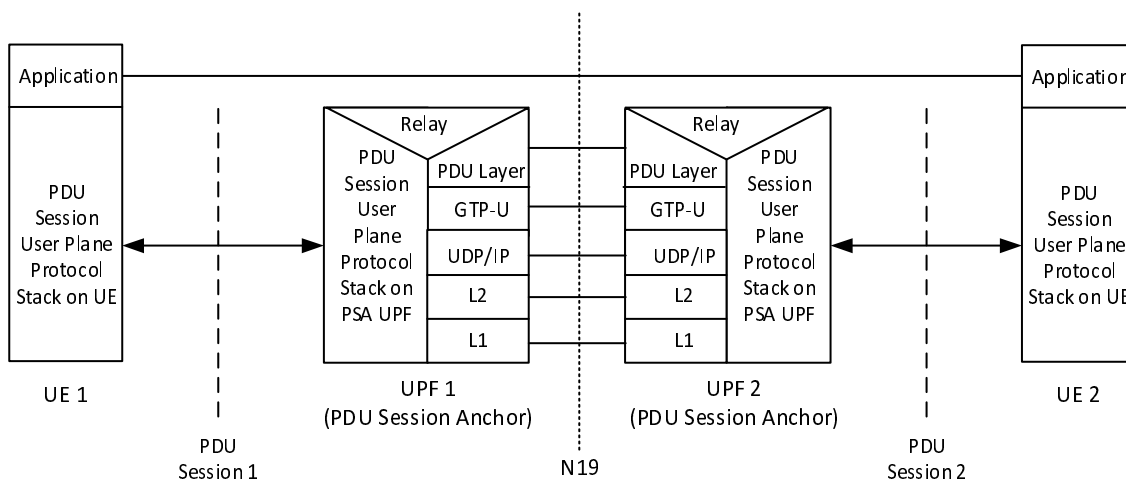 Application
PDU
Session
User Plane
Protocol
Stack on UE
UE 1
PDU
Session 1
Relay
PDU
Session
User
Plane
Protocol
Stack on
PSA UPF
PDU Layer
GTP-U
UDP/IP
L2
L1
UPF 1
(PDU Session Anchor)
N19
Relay
PDU Layer
GTP-U
UDP/IP
L2
L1
PDU
Session
User
Plane
Protocol
Stack on
PSA UPF
UPF 2
(PDU Session Anchor)
PDU
Session 2
Application
PDU
Session
User Plane
Protocol
Stack on UE
UE 2